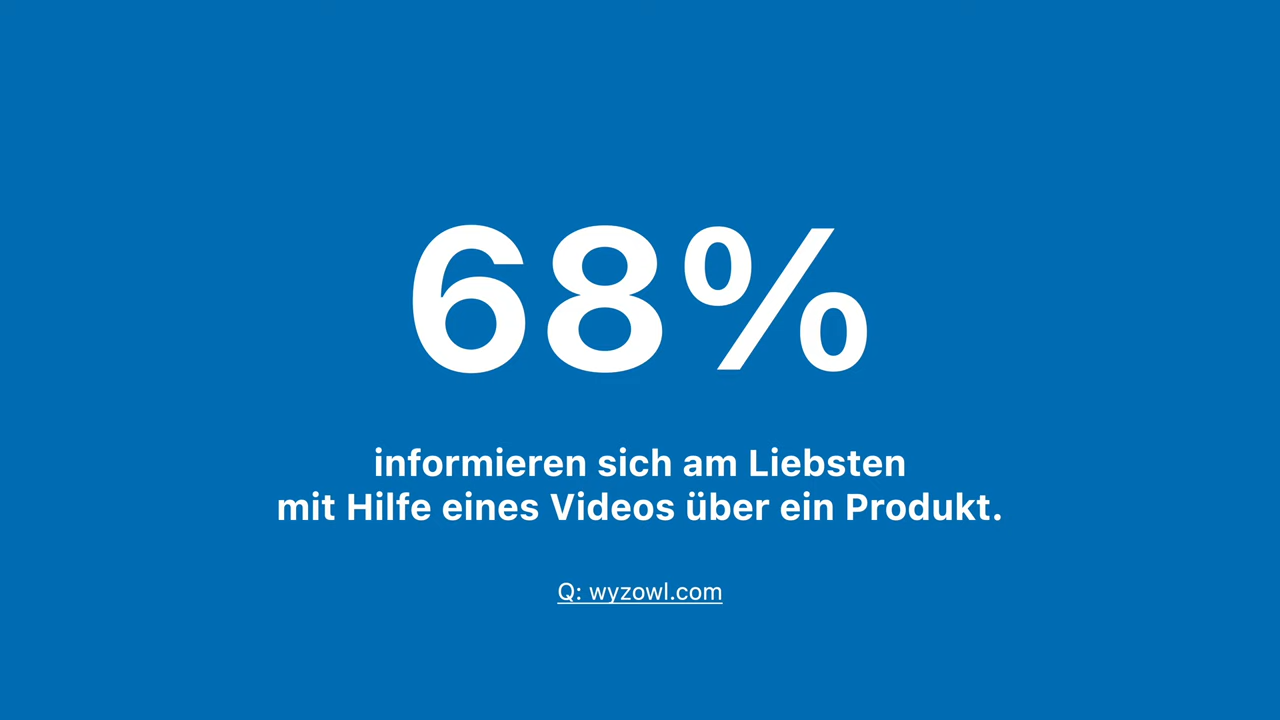 68%
informieren sich am Liebsten
mit Hilfe eines Videos über ein Produkt.
Q: wyzowl.com